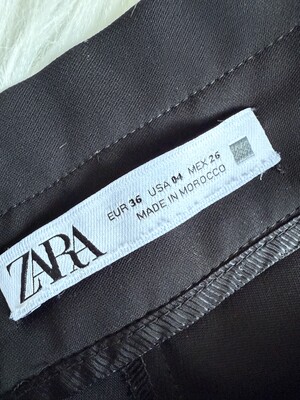 ZARA
EUR 36 USA 04 MEX 26
MADE IN MOROCCO